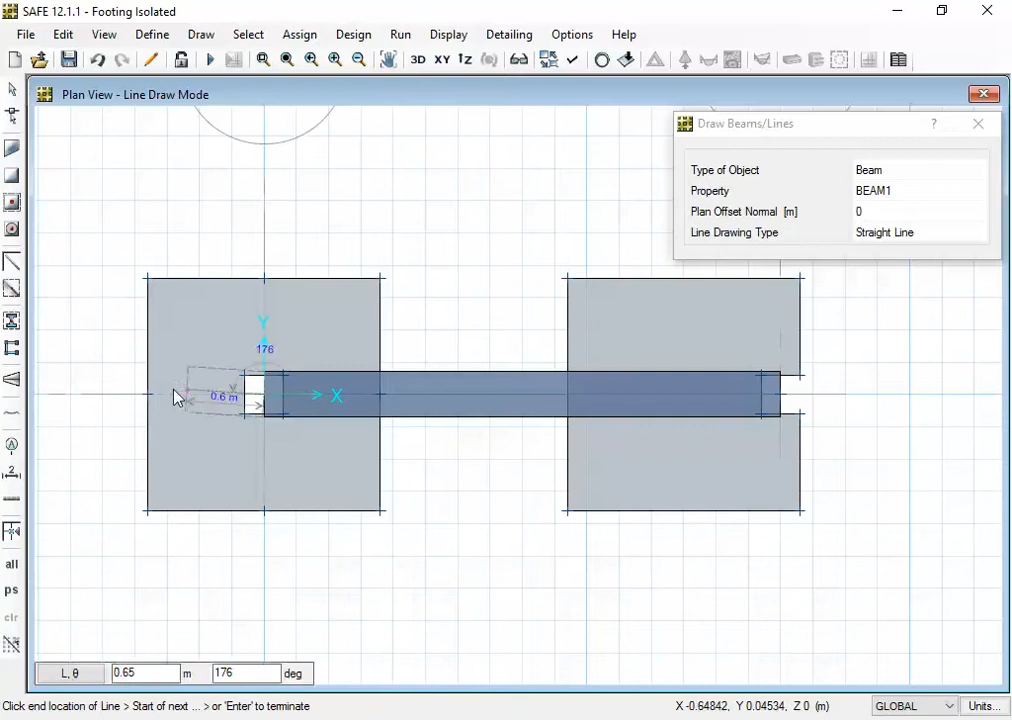 SAFE 12.1.1 - Footing Isolated
File Edit View Define Draw Select Assign Design Run Display Detailing Options Help
3D XY
Plan View - Line Draw Mode
Draw Beams/Lines ?
Type of Object Beam
Property BEAM1
Plan Offset Normal [m] 0
Line Drawing Type Straight Line
Y
176
0.6 m
X
all
ps
clr
L, θ 0.65 m 176 deg
Click end location of Line > Start of next ... > or 'Enter' to terminate X -0.64842, Y 0.04534, Z 0 (m) GLOBAL Units...